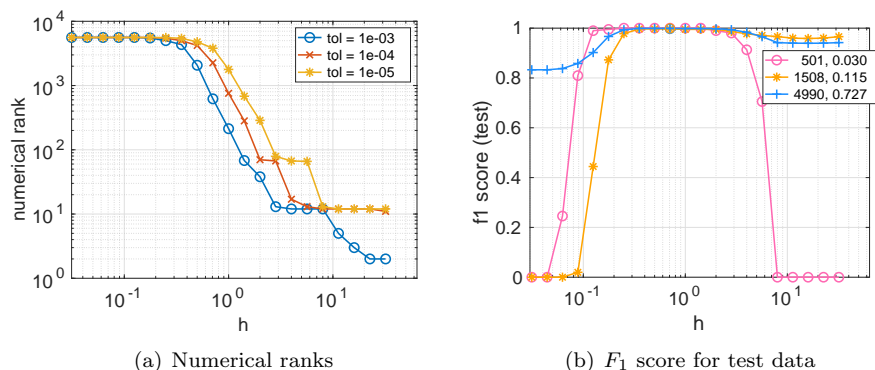 10^4
10^3
10^2
10^1
10^0
numerical rank
10^-1
10^0
10^1
h
tol = 1e-03
tol = 1e-04
tol = 1e-05
(a) Numerical ranks
1
0.8
0.6
0.4
0.2
0
f1 score (test)
10^-1
10^0
10^1
h
501, 0.030
1508, 0.115
4990, 0.727
(b) F_1 score for test data